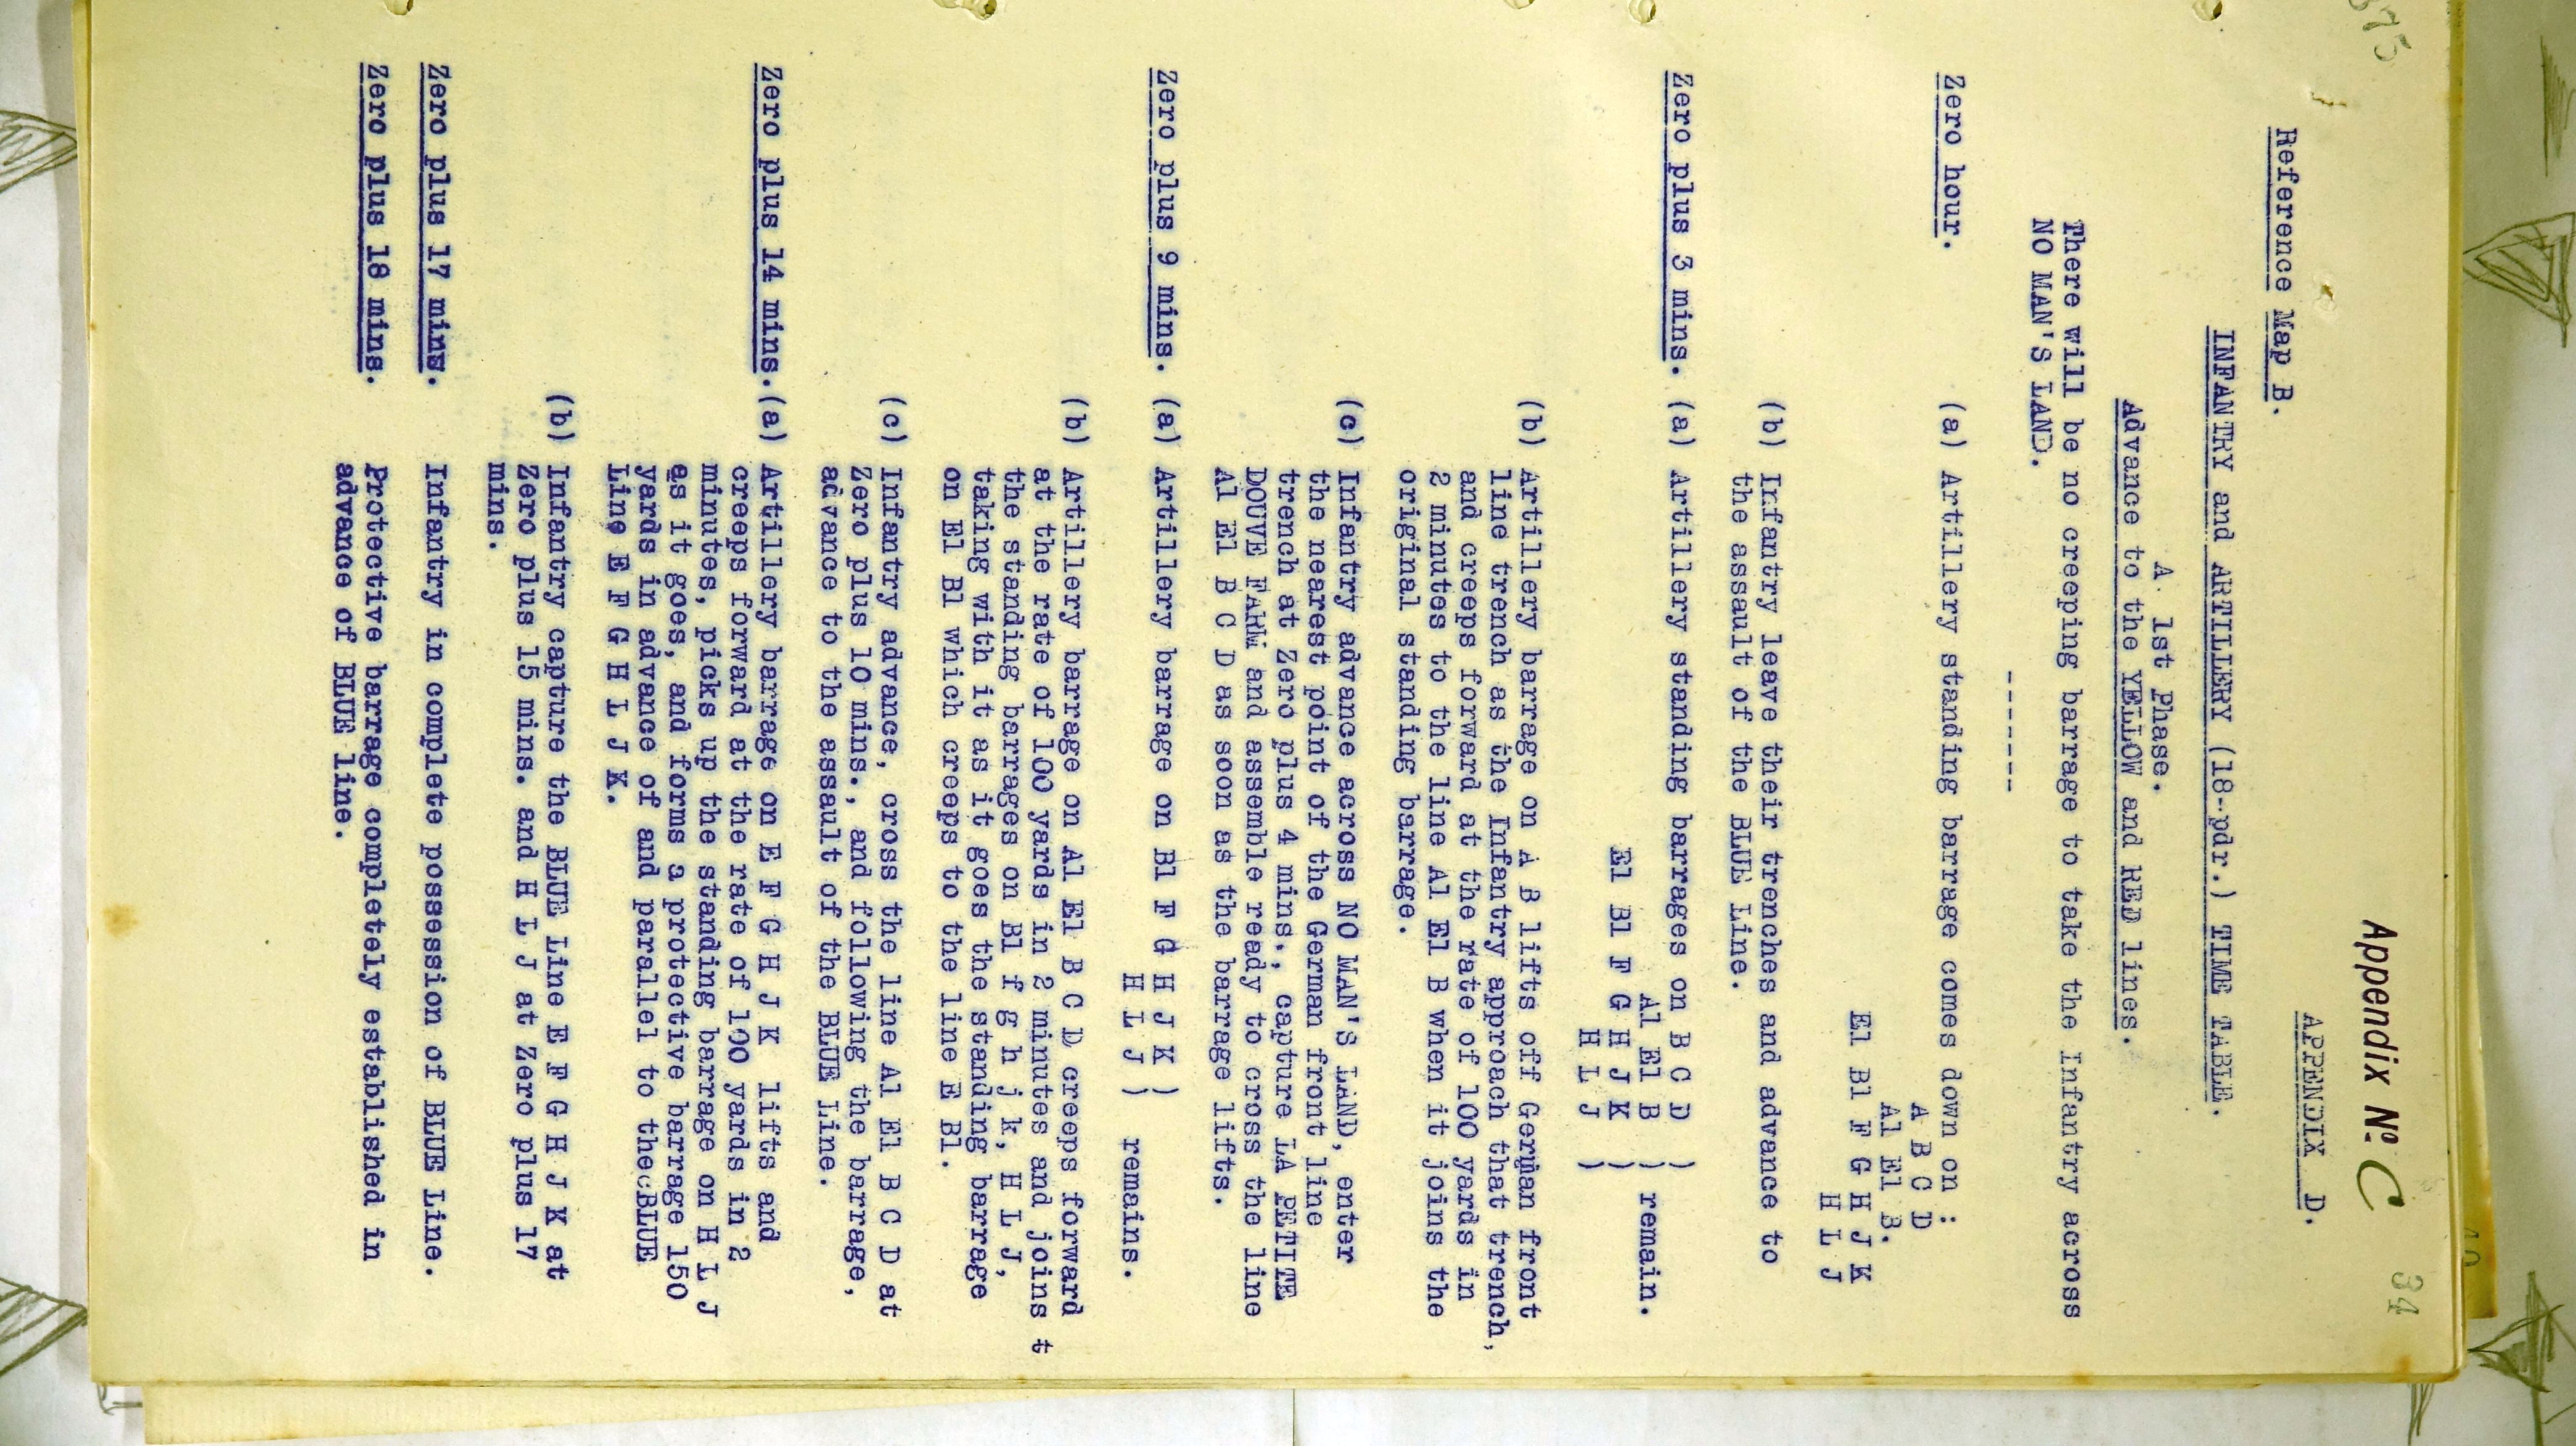 875
34
Appendix No. C
APPENDIX D.
Reference Map B.
INFANTRY and ARTILLERY (18-pdr.) TIME TABLE.
A 1st Phase.
Advance to the YELLOW and RED lines.
There will be no creeping barrage to take the Infantry across
NO MAN'S LAND.
-------
Zero hour. (a) Artillery standing barrage comes down on :
A B C D
A1 E1 B.
E1 B1 F G H J K
H L J
(b) Infantry leave their trenches and advance to
the assault of the BLUE Line.
Zero plus 3 mins. (a) Artillery standing barrages on B C D )
A1 E1 B ) remain.
E1 B1 F G H J K )
H L J )
(b) Artillery barrage on A B lifts off German front
line trench as the Infantry approach that trench,
and creeps forward at the rate of 100 yards in
2 minutes to the line A1 E1 B when it joins the
original standing barrage.
(c) Infantry advance across NO MAN'S LAND, enter
the nearest point of the German front line
trench at Zero plus 4 mins., capture LA PETITE
DOUVE FARM and assemble ready to cross the line
A1 E1 B C D as soon as the barrage lifts.
Zero plus 9 mins. (a) Artillery barrage on B1 F G H J K )
H L J ) remains.
(b) Artillery barrage on A1 E1 B C D creeps forward
at the rate of 100 yards in 2 minutes and joins t
the standing barrages on B1 f g h j k, H L J,
taking with it as it goes the standing barrage
on E1 B1 which creeps to the line E B1.
(c) Infantry advance, cross the line A1 E1 B C D at
Zero plus 10 mins., and following the barrage,
advance to the assault of the BLUE Line.
Zero plus 14 mins.(a) Artillery barrage on E F G H J K lifts and
creeps forward at the rate of 100 yards in 2
minutes, picks up the standing barrage on H L J
as it goes, and forms a protective barrage 150
yards in advance of and parallel to the BLUE
Line E F G H L J K.
(b) Infantry capture the BLUE Line E F G H J K at
Zero plus 15 mins. and H L J at Zero plus 17
mins.
Zero plus 17 mins. Infantry in complete possession of BLUE Line.
Zero plus 18 mins. Protective barrage completely established in
advance of BLUE line.